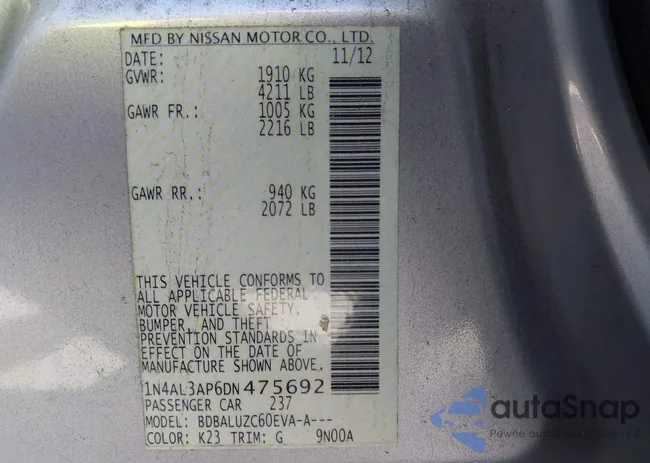 MFD BY NISSAN MOTOR CO., LTD.
DATE: 11/12
GVWR: 1910 KG
4211 LB
GAWR FR.: 1005 KG
2216 LB
GAWR RR.: 940 KG
2072 LB
THIS VEHICLE CONFORMS TO
ALL APPLICABLE FEDERAL
MOTOR VEHICLE SAFETY,
BUMPER, AND THEFT
PREVENTION STANDARDS IN
EFFECT ON THE DATE OF
MANUFACTURE SHOWN ABOVE.
1N4AL3AP6DN475692
PASSENGER CAR 237
MODEL: BDBALUZC60EVA-A---
COLOR: K23 TRIM: G 9N00A
autoSnap